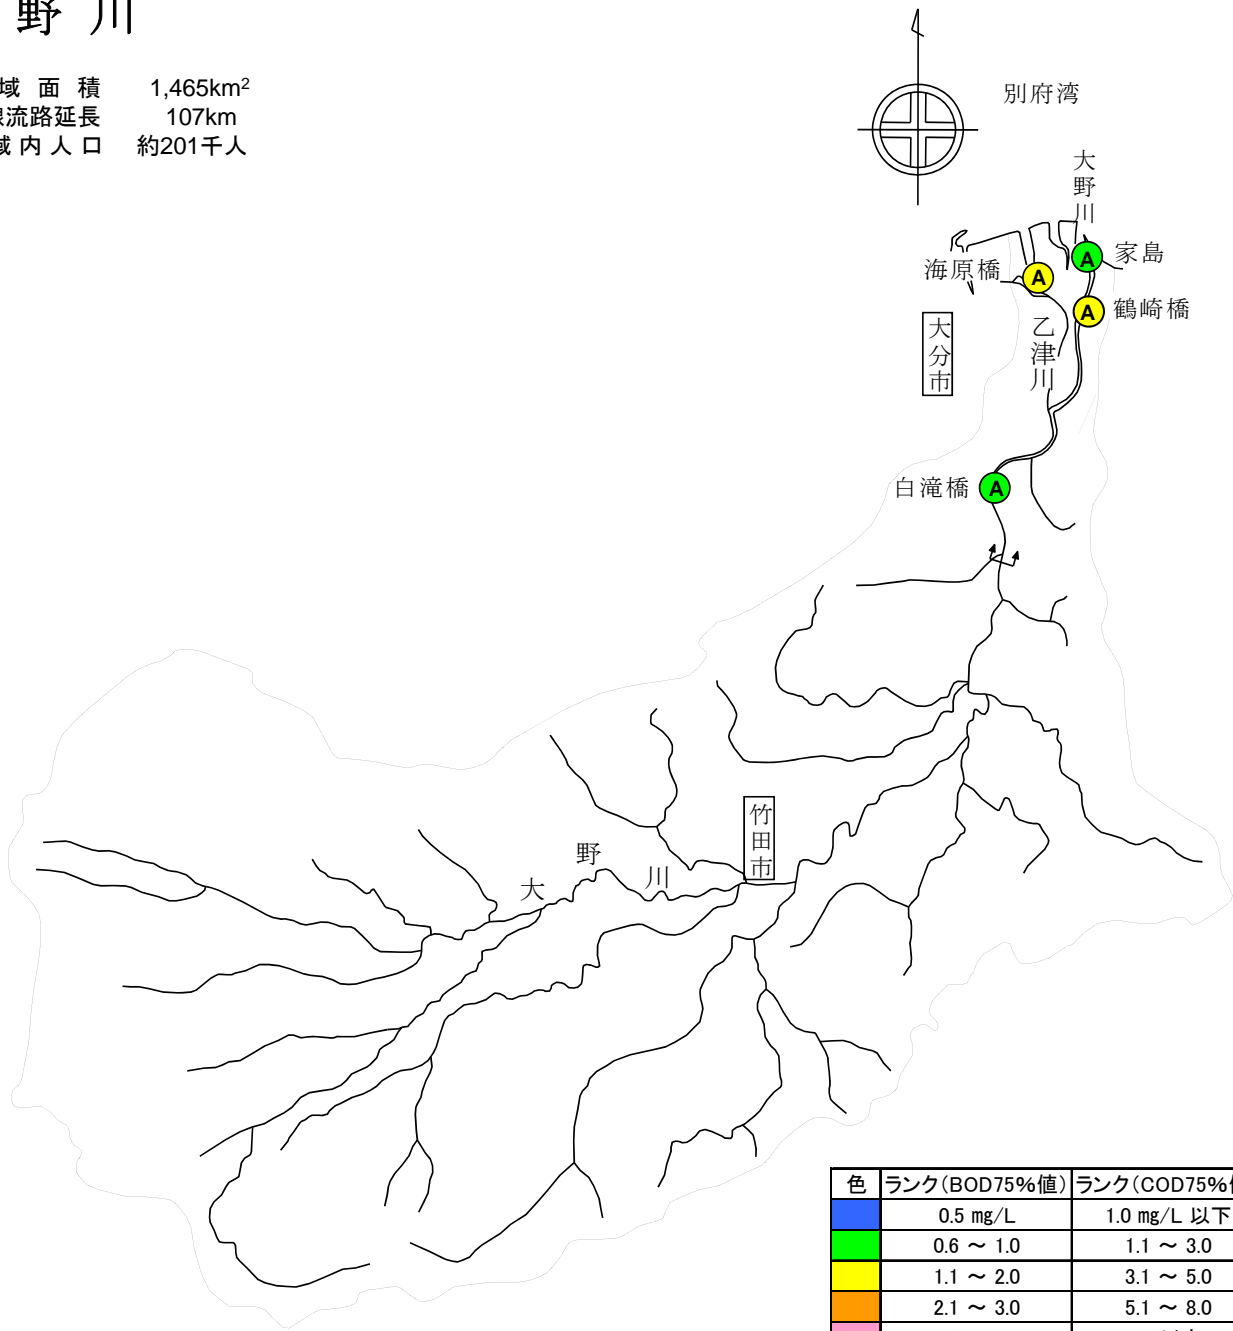 野川
域面積 1,465km²
流路延長 107km
域内人口 約201千人
別府湾
大野川
家島
海原橋
A
A
A
鶴崎橋
大分市
乙津川
白滝橋
A
竹田市
大野川
色 ランク(BOD75%値) ランク(COD75%
0.5 mg/L 1.0 mg/L 以下
0.6 ～ 1.0 1.1 ～ 3.0
1.1 ～ 2.0 3.1 ～ 5.0
2.1 ～ 3.0 5.1 ～ 8.0